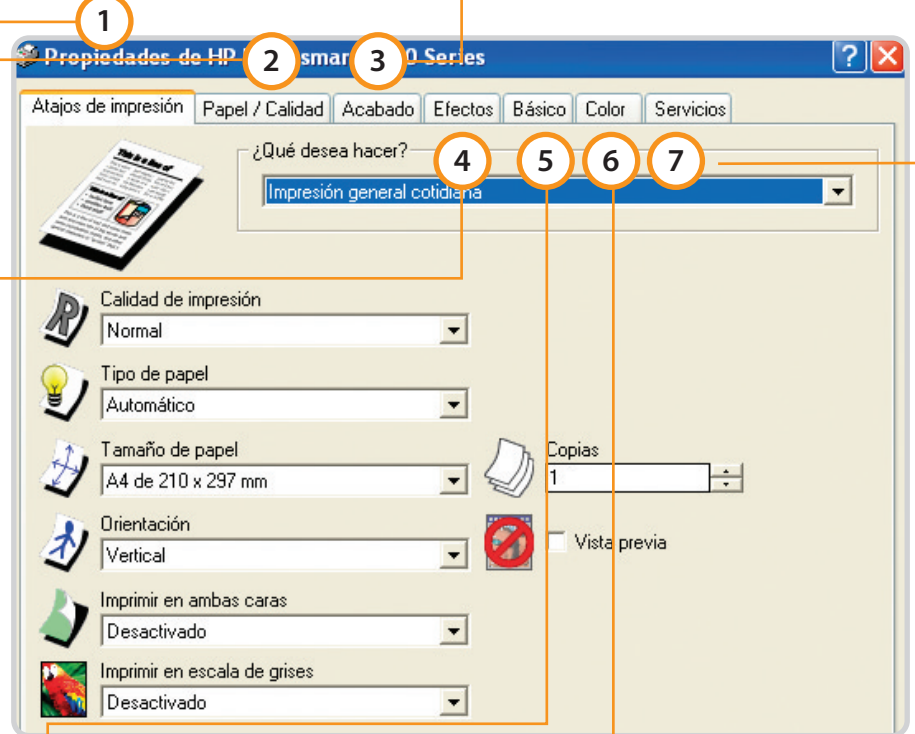 1
Propiedades de HP smar 0 Series
2
3
Atajos de impresión Papel / Calidad Acabado Efectos Básico Color Servicios
¿Qué desea hacer?
4
5
6
7
Impresión general cotidiana
Calidad de impresión
Normal
Tipo de papel
Automático
Tamaño de papel
A4 de 210 x 297 mm
Copias
1
Orientación
Vertical
Vista previa
Imprimir en ambas caras
Desactivado
Imprimir en escala de grises
Desactivado